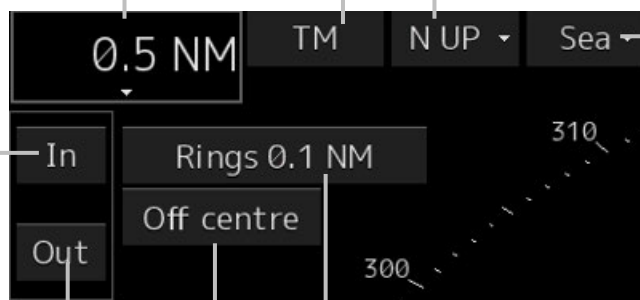 0.5 NM
TM
N UP
Sea
In
Rings 0.1 NM
310
Off centre
Out
300